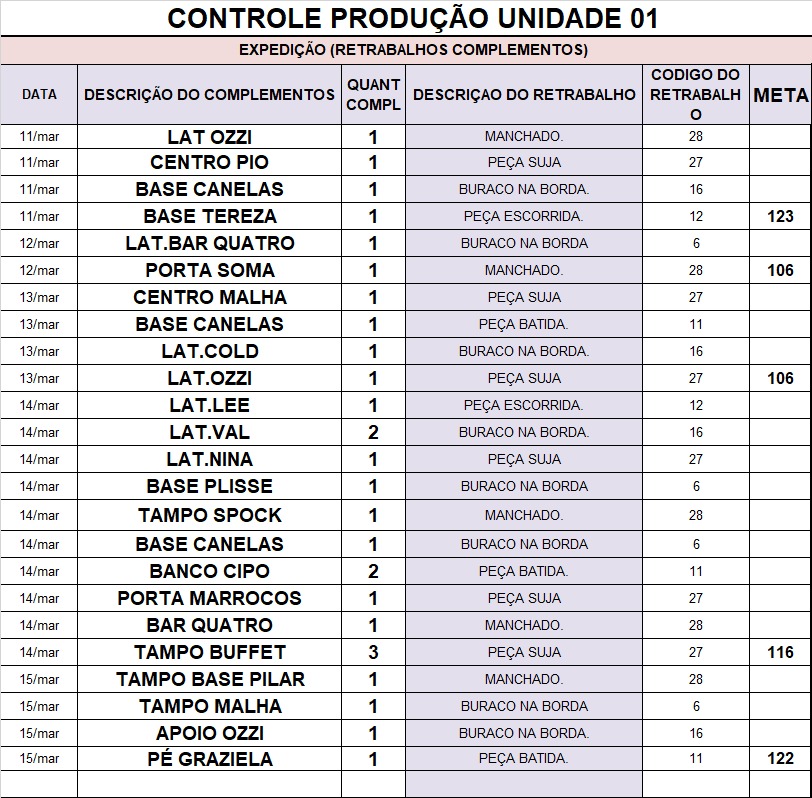 CONTROLE PRODUÇÃO UNIDADE 01
EXPEDIÇÃO (RETRABALHOS COMPLEMENTOS)
DATA DESCRIÇÃO DO COMPLEMENTOS QUANT COMPL DESCRIÇAO DO RETRABALHO CODIGO DO RETRABALHO META
11/mar LAT OZZI 1 MANCHADO. 28
11/mar CENTRO PIO 1 PEÇA SUJA 27
11/mar BASE CANELAS 1 BURACO NA BORDA. 16
11/mar BASE TEREZA 1 PEÇA ESCORRIDA. 12 123
12/mar LAT.BAR QUATRO 1 BURACO NA BORDA 6
12/mar PORTA SOMA 1 MANCHADO. 28 106
13/mar CENTRO MALHA 1 PEÇA SUJA 27
13/mar BASE CANELAS 1 PEÇA BATIDA. 11
13/mar LAT.COLD 1 BURACO NA BORDA. 16
13/mar LAT.OZZI 1 PEÇA SUJA 27 106
14/mar LAT.LEE 1 PEÇA ESCORRIDA. 12
14/mar LAT.VAL 2 BURACO NA BORDA. 16
14/mar LAT.NINA 1 PEÇA SUJA 27
14/mar BASE PLISSE 1 BURACO NA BORDA 6
14/mar TAMPO SPOCK 1 MANCHADO. 28
14/mar BASE CANELAS 1 BURACO NA BORDA 6
14/mar BANCO CIPO 2 PEÇA BATIDA. 11
14/mar PORTA MARROCOS 1 PEÇA SUJA 27
14/mar BAR QUATRO 1 MANCHADO. 28
14/mar TAMPO BUFFET 3 PEÇA SUJA 27 116
15/mar TAMPO BASE PILAR 1 MANCHADO. 28
15/mar TAMPO MALHA 1 BURACO NA BORDA 6
15/mar APOIO OZZI 1 BURACO NA BORDA. 16
15/mar PÉ GRAZIELA 1 PEÇA BATIDA. 11 122